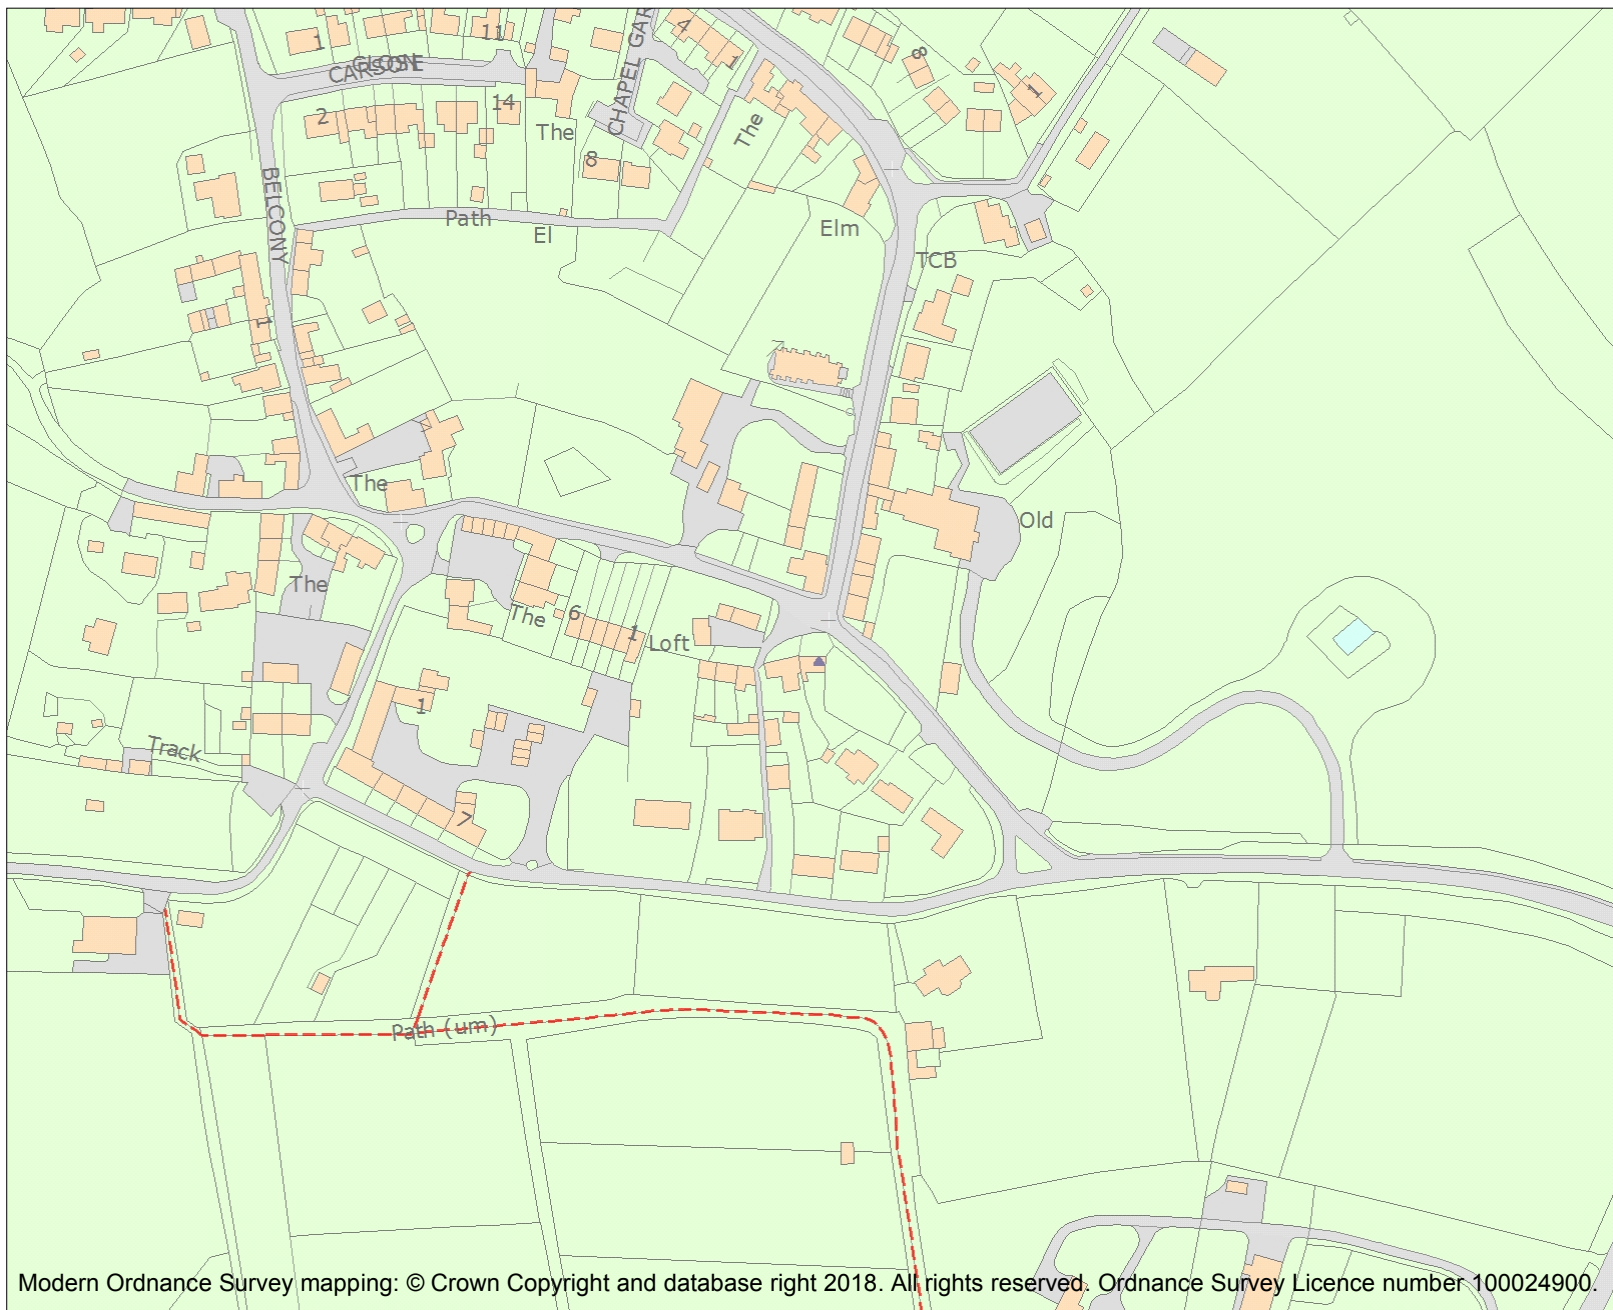 4
11
1
CLOSE
CARSON
CHAPEL GAR
1
8
1
2
14
The
The
8
BELCONY
Path
El
Elm
TCB
1
7
The
Old
The
The
6
1
Loft
1
Track
7
Path (um)
Modern Ordnance Survey mapping: © Crown Copyright and database right 2018. All rights reserved. Ordnance Survey Licence number 100024900.